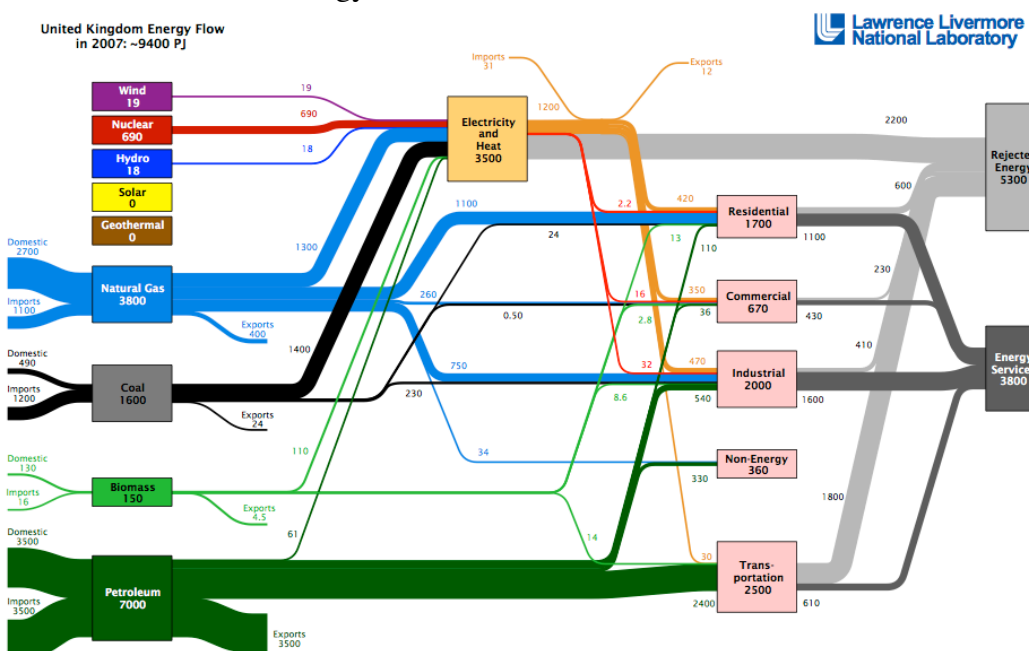 United Kingdom Energy Flow
in 2007: ~9400 PJ
Lawrence Livermore
National Laboratory
Wind
19
19
Nuclear
690
690
Hydro
18
18
Solar
0
Geothermal
0
Imports
31
Exports
12
1200
Electricity
and
Heat
3500
2200
Rejecte
Energy
5300
Domestic
2700
Imports
1100
Natural Gas
3800
Exports
400
1300
1100
260
750
34
Domestic
490
Imports
1200
Coal
1600
Exports
24
1400
24
0.50
230
Domestic
130
Imports
16
Biomass
150
Exports
4.5
110
13
2.8
8.6
14
Domestic
3500
Imports
3500
Petroleum
7000
Exports
3500
61
110
36
540
330
2400
2.2
16
32
420
350
470
30
Residential
1700
600
1100
Commercial
670
230
430
Industrial
2000
410
1600
Non-Energy
360
Trans-
portation
2500
1800
610
Energy
Service
3800